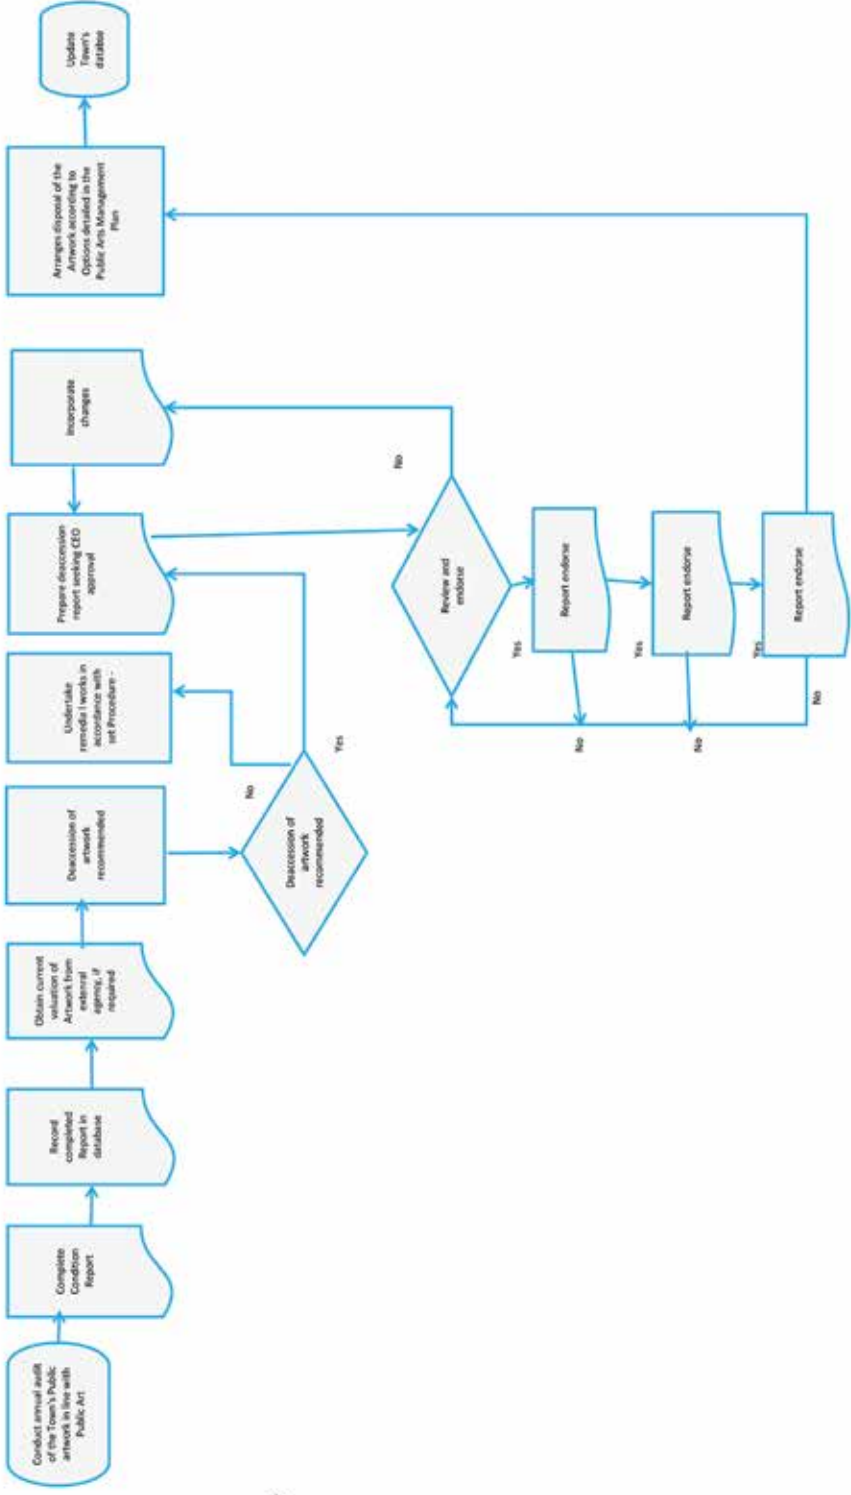 Conduct annual audit
of the Town's Public
artwork in line with
Public Art
Complete
Condition
Report
Record
completed
Report in
database
Obtain current
valuation of
Artwork from
extenral
agency, if
required
Deaccession of
artwork
recommended
Deaccession of
artwork
recommended
No
Yes
Undertake
remedia l works in
accordance with
set Procedure -
Prepare deaccession
report seeking CEO
approval
Incorporate
changes
Review and
endorse
No
Yes
Report endorse
No
Yes
Report endorse
No
Yes
Report endorse
No
Arranges disposal of the
Artwork according to
Options detailed in the
Public Arts Management
Plan
Update
Town's
databse